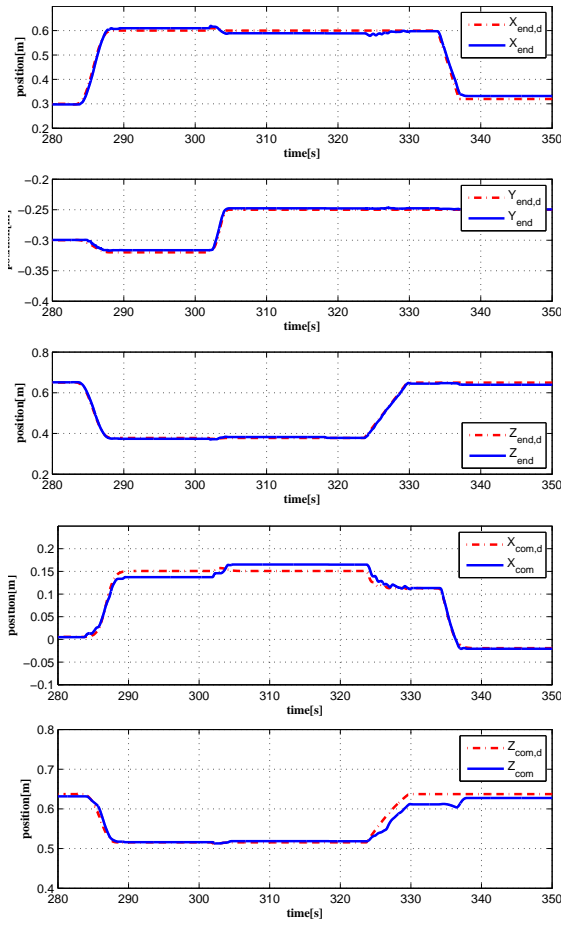 position[m]
0.6
0.5
0.4
0.3
0.2
280 290 300 310 320 330 340 350
time[s]
X_end,d
X_end
position[m]
−0.2
−0.25
−0.3
−0.35
−0.4
280 290 300 310 320 330 340 350
time[s]
Y_end,d
Y_end
position[m]
0.8
0.6
0.4
0.2
280 290 300 310 320 330 340 350
time[s]
Z_end,d
Z_end
position[m]
0.2
0.15
0.1
0.05
0
−0.05
−0.1
280 290 300 310 320 330 340 350
time[s]
X_com,d
X_com
position[m]
0.8
0.7
0.6
0.5
0.4
280 290 300 310 320 330 340 350
time[s]
Z_com,d
Z_com